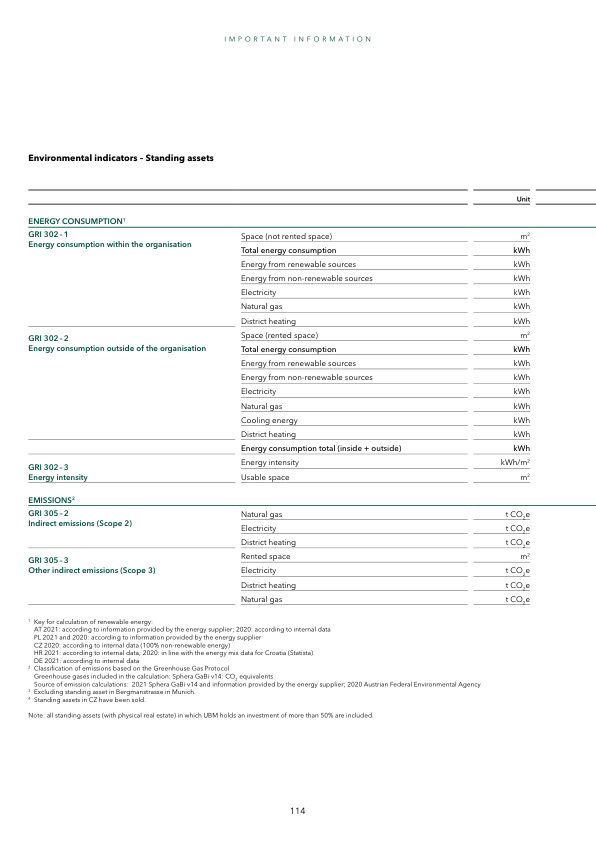 IMPORTANT INFORMATION
Environmental indicators – Standing assets
Unit
ENERGY CONSUMPTION¹
GRI 302 – 1
Energy consumption within the organisation
Space (not rented space) m²
Total energy consumption kWh
Energy from renewable sources kWh
Energy from non-renewable sources kWh
Electricity kWh
Natural gas kWh
District heating kWh
GRI 302 – 2
Energy consumption outside of the organisation
Space (rented space) m²
Total energy consumption kWh
Energy from renewable sources kWh
Energy from non-renewable sources kWh
Electricity kWh
Natural gas kWh
Cooling energy kWh
District heating kWh
Energy consumption total (inside + outside) kWh
GRI 302 – 3
Energy intensity
Energy intensity kWh/m²
Usable space m²
EMISSIONS²
GRI 305 – 2
Indirect emissions (Scope 2)
Natural gas t CO₂e
Electricity t CO₂e
District heating t CO₂e
GRI 305 – 3
Other indirect emissions (Scope 3)
Rented space m²
Electricity t CO₂e
District heating t CO₂e
Natural gas t CO₂e
¹ Key for calculation of renewable energy:
AT 2021: according to information provided by the energy supplier; 2020: according to internal data
PL 2021 and 2020: according to information provided by the energy supplier
CZ 2020: according to internal data (100% non-renewable energy)
HR 2021: according to internal data; 2020: in line with the energy mix data for Croatia (Statista)
DE 2021: according to internal data
² Classification of emissions based on the Greenhouse Gas Protocol
Greenhouse gases included in the calculation: Sphera GaBi v14: CO₂ equivalents
Source of emission calculations: 2021 Sphera GaBi v14 and information provided by the energy supplier; 2020 Austrian Federal Environmental Agency
³ Excluding standing asset in Bergmanstrasse in Munich.
⁴ Standing assets in CZ have been sold.
Note: all standing assets (with physical real estate) in which UBM holds an investment of more than 50% are included.
114